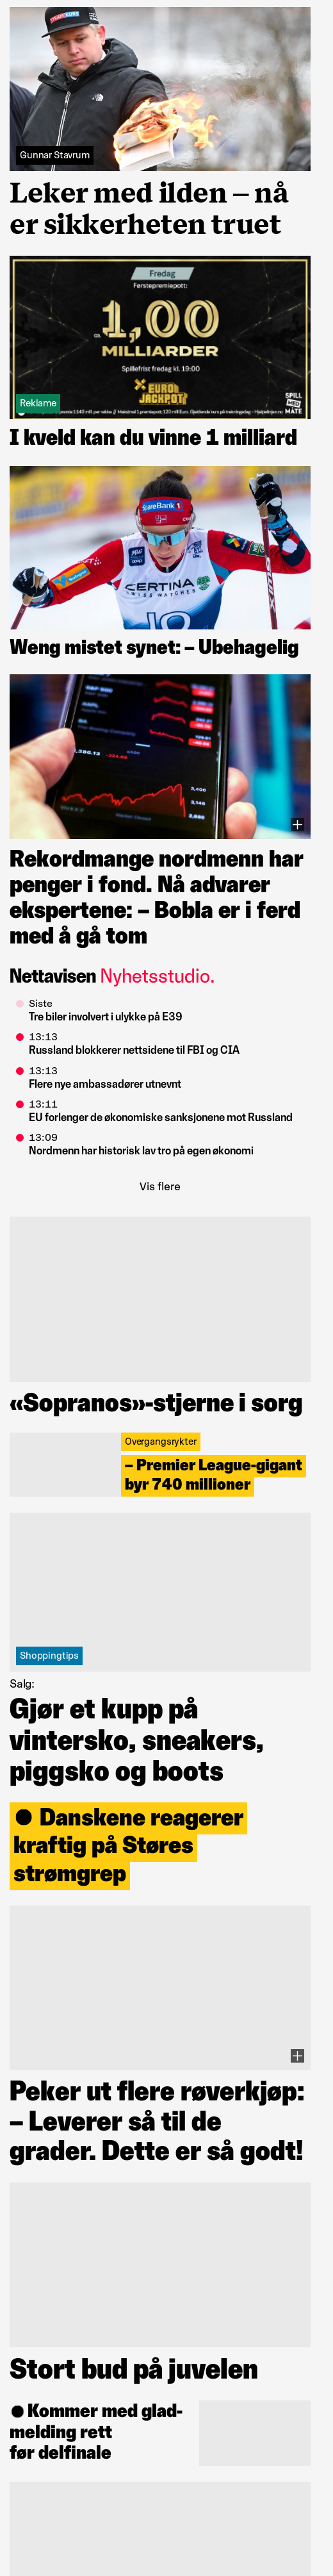 Gunnar Stavrum
Leker med ilden – nå
er sikkerheten truet
Fredag
Førstepremiepott:
1,00
MILLIARDER
Spillefrist fredag kl. 19:00
EURO
JACKPOT
SPILL
MED
MÅTE
Reklame
I kveld kan du vinne 1 milliard
SpareBank 1
CERTINA
Weng mistet synet: – Ubehagelig
Rekordmange nordmenn har
penger i fond. Nå advarer
ekspertene: – Bobla er i ferd
med å gå tom
Nettavisen Nyhetsstudio.
Siste
Tre biler involvert i ulykke på E39
13:13
Russland blokkerer nettsidene til FBI og CIA
13:13
Flere nye ambassadører utnevnt
13:11
EU forlenger de økonomiske sanksjonene mot Russland
13:09
Nordmenn har historisk lav tro på egen økonomi
Vis flere
«Sopranos»-stjerne i sorg
Overgangsrykter
– Premier League-gigant
byr 740 millioner
Shoppingtips
Salg:
Gjør et kupp på
vintersko, sneakers,
piggsko og boots
Danskene reagerer
kraftig på Støres
strømgrep
Peker ut flere røverkjøp:
– Leverer så til de
grader. Dette er så godt!
Stort bud på juvelen
Kommer med glad-
melding rett
før delfinale